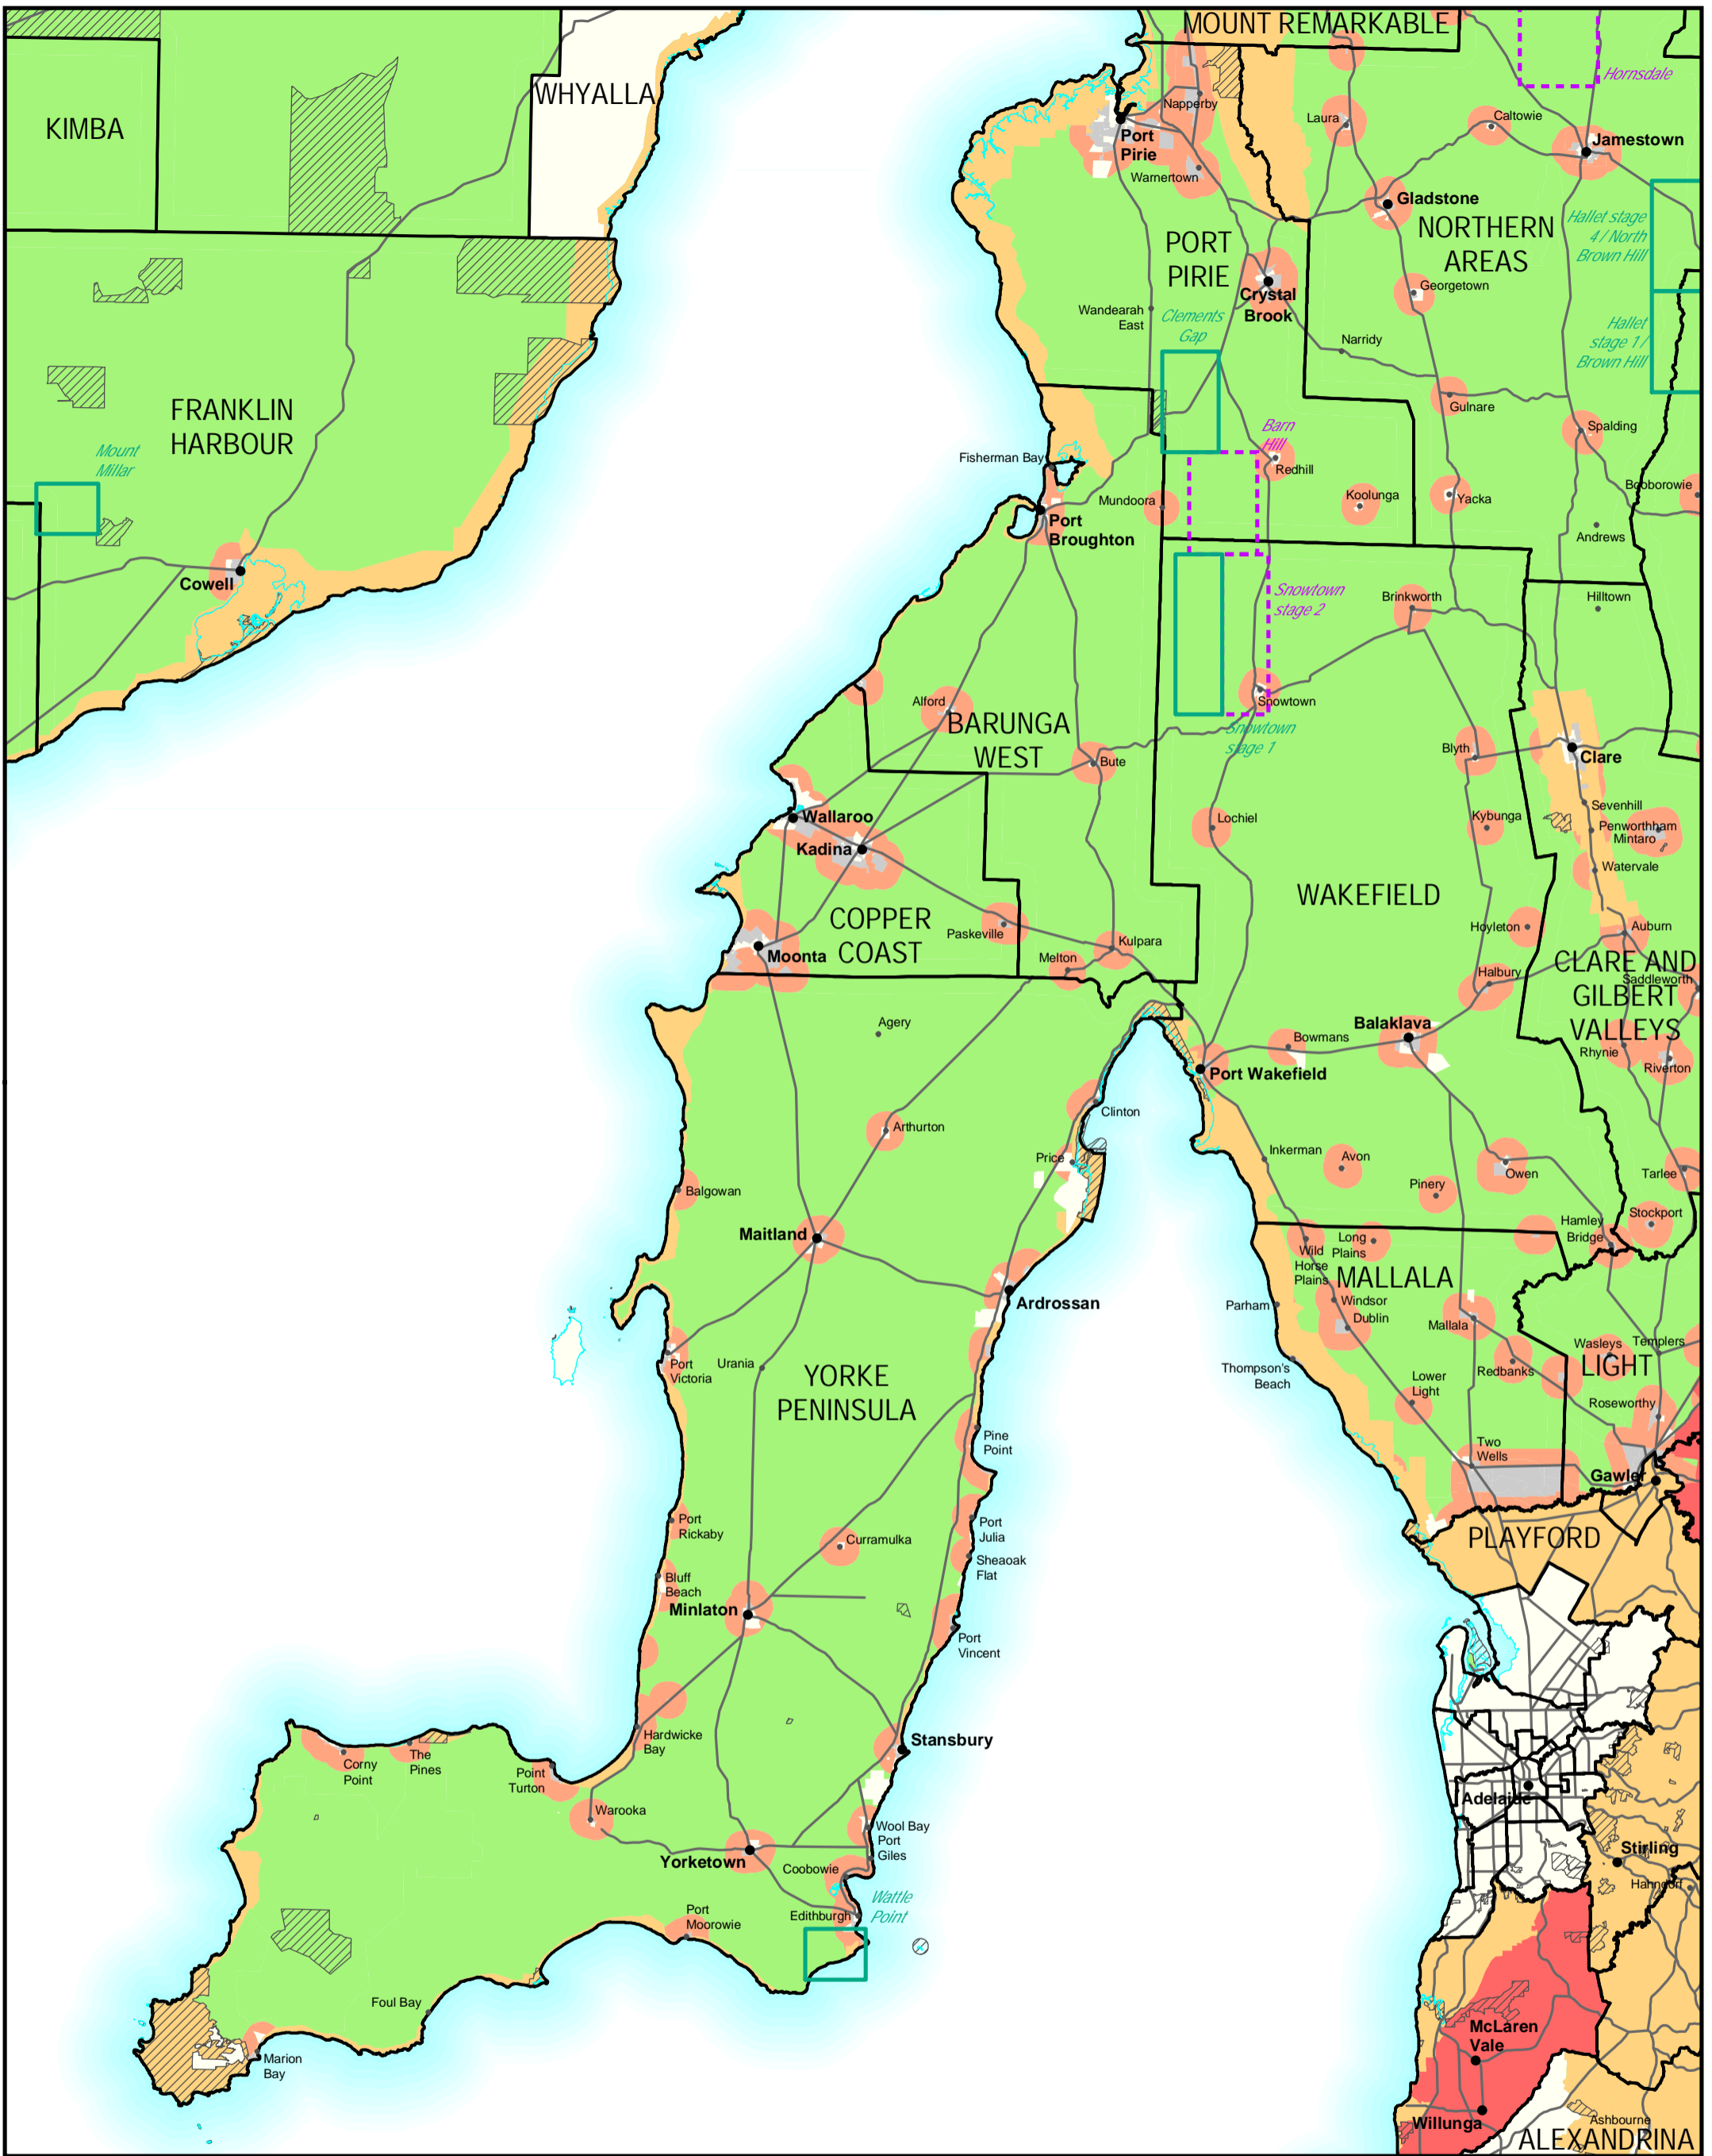 MOUNT REMARKABLE
WHYALLA
KIMBA
Hornsdale
Napperby
Laura
Caltowie
Port
Pirie
Jamestown
Warnertown
Gladstone
NORTHERN
AREAS
Hallet stage
4 / North
Brown Hill
PORT
PIRIE
Crystal
Brook
Georgetown
Wandearah
East
Clements
Gap
Narridy
Hallet
stage 1 /
Brown Hill
FRANKLIN
HARBOUR
Gulnare
Mount
Millar
Barn
Hill
Spalding
Fisherman Bay
Redhill
Mundoora
Koolunga
Yacka
Booborowie
Port
Broughton
Andrews
Cowell
Snowtown
stage 2
Brinkworth
Hilltown
Alford
Snowtown
BARUNGA
WEST
Snowtown
stage 1
Bute
Blyth
Clare
Wallaroo
Lochiel
Kybunga
Sevenhill
Penworthham
Mintaro
Kadina
Watervale
WAKEFIELD
COPPER
COAST
Paskeville
Hoyleton
Auburn
Moonta
Melton
Kulpara
Halbury
CLARE AND
GILBERT
VALLEYS
Saddleworth
Agery
Balaklava
Bowmans
Rhynie
Riverton
Port Wakefield
Clinton
Arthurton
Price
Inkerman
Avon
Owen
Tarlee
Balgowan
Pinery
Maitland
Hamley
Bridge
Stockport
Wild
Horse
Plains
Long
Plains
MALLALA
Ardrossan
Parham
Windsor
Dublin
Mallala
Port
Victoria
Urania
YORKE
PENINSULA
Thompson's
Beach
Wasleys
Templers
LIGHT
Redbanks
Lower
Light
Roseworthy
Pine
Point
Two
Wells
Gawler
Port
Rickaby
Port
Julia
Curramulka
Sheaoak
Flat
PLAYFORD
Bluff
Beach
Minlaton
Port
Vincent
Hardwicke
Bay
Stansbury
Corny
Point
The
Pines
Point
Turton
Warooka
Adelaide
Wool Bay
Port
Giles
Yorketown
Coobowie
Stirling
Hahndorf
Wattle
Point
Port
Moorowie
Edithburgh
Foul Bay
Marion
Bay
McLaren
Vale
Willunga
Ashbourne
ALEXANDRINA